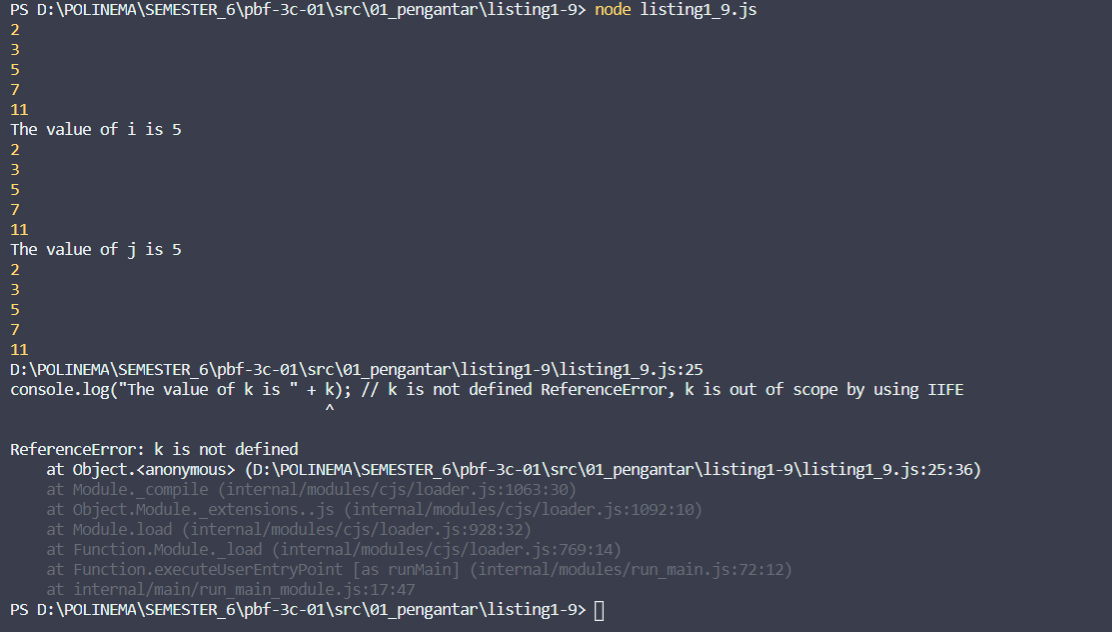 PS D:\POLINEMA\SEMESTER_6\pbf-3c-01\src\01_pengantar\listing1-9> node listing1_9.js
2
3
5
7
11
The value of i is 5
2
3
5
7
11
The value of j is 5
2
3
5
7
11
D:\POLINEMA\SEMESTER_6\pbf-3c-01\src\01_pengantar\listing1-9\listing1_9.js:25
console.log("The value of k is " + k); // k is not defined ReferenceError, k is out of scope by using IIFE
                                   ^

ReferenceError: k is not defined
    at Object.<anonymous> (D:\POLINEMA\SEMESTER_6\pbf-3c-01\src\01_pengantar\listing1-9\listing1_9.js:25:36)
    at Module._compile (internal/modules/cjs/loader.js:1063:30)
    at Object.Module._extensions..js (internal/modules/cjs/loader.js:1092:10)
    at Module.load (internal/modules/cjs/loader.js:928:32)
    at Function.Module._load (internal/modules/cjs/loader.js:769:14)
    at Function.executeUserEntryPoint [as runMain] (internal/modules/run_main.js:72:12)
    at internal/main/run_main_module.js:17:47
PS D:\POLINEMA\SEMESTER_6\pbf-3c-01\src\01_pengantar\listing1-9>